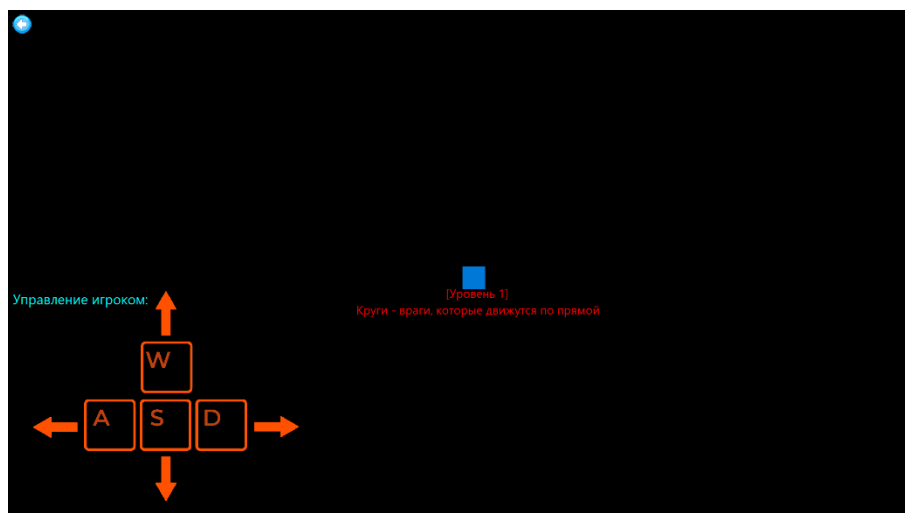 [Уровень 1]
Круги - враги, которые движутся по прямой
Управление игроком:
W
A S D